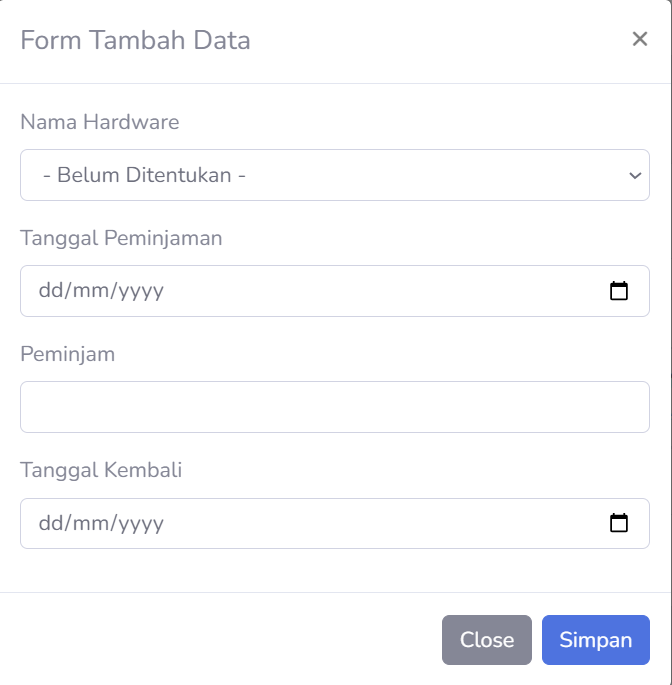 Form Tambah Data
Nama Hardware
- Belum Ditentukan -
Tanggal Peminjaman
dd/mm/yyyy
Peminjam
Tanggal Kembali
dd/mm/yyyy
Close Simpan